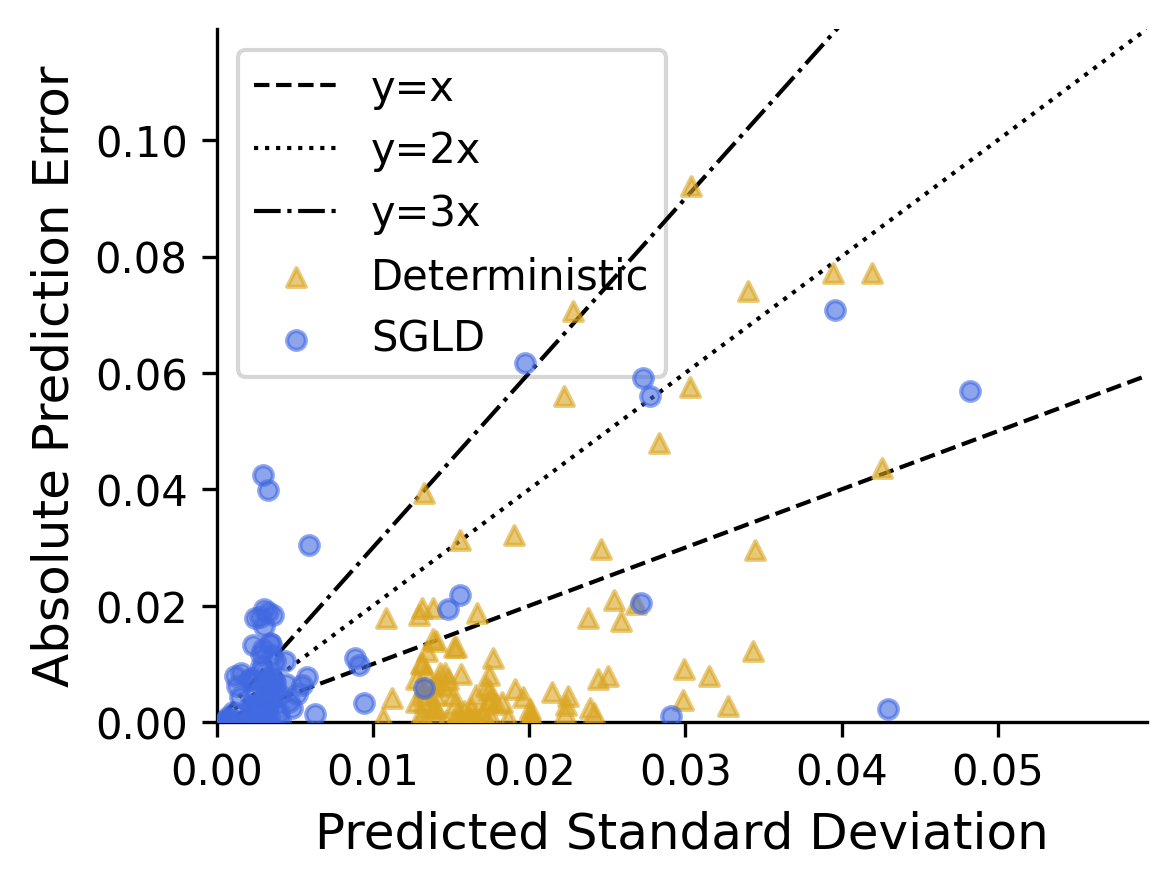 Absolute Prediction Error
0.10
0.08
0.06
0.04
0.02
0.00
y=x
y=2x
y=3x
Deterministic
SGLD
0.00 0.01 0.02 0.03 0.04 0.05
Predicted Standard Deviation